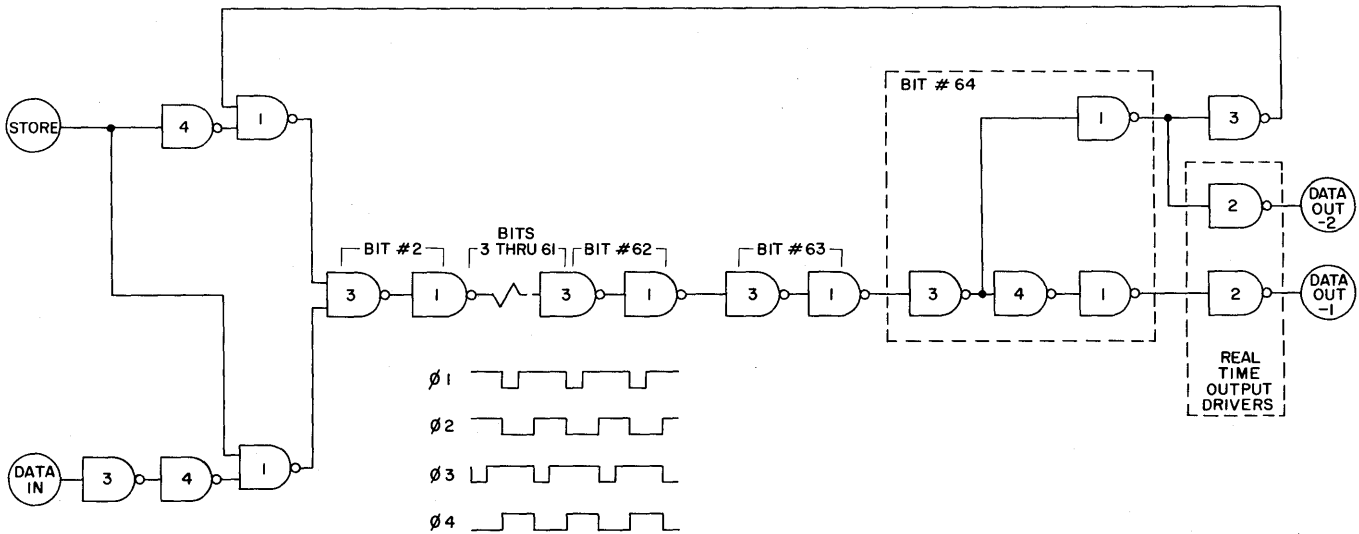 BIT # 64
STORE
4
1
1
3
2
DATA
OUT
-2
BIT #2
BITS
3 THRU 61
BIT #62
BIT #63
3
1
3
1
3
1
3
4
1
2
DATA
OUT
-1
REAL
TIME
OUTPUT
DRIVERS
Ø1
Ø2
Ø3
Ø4
DATA
IN
3
4
1